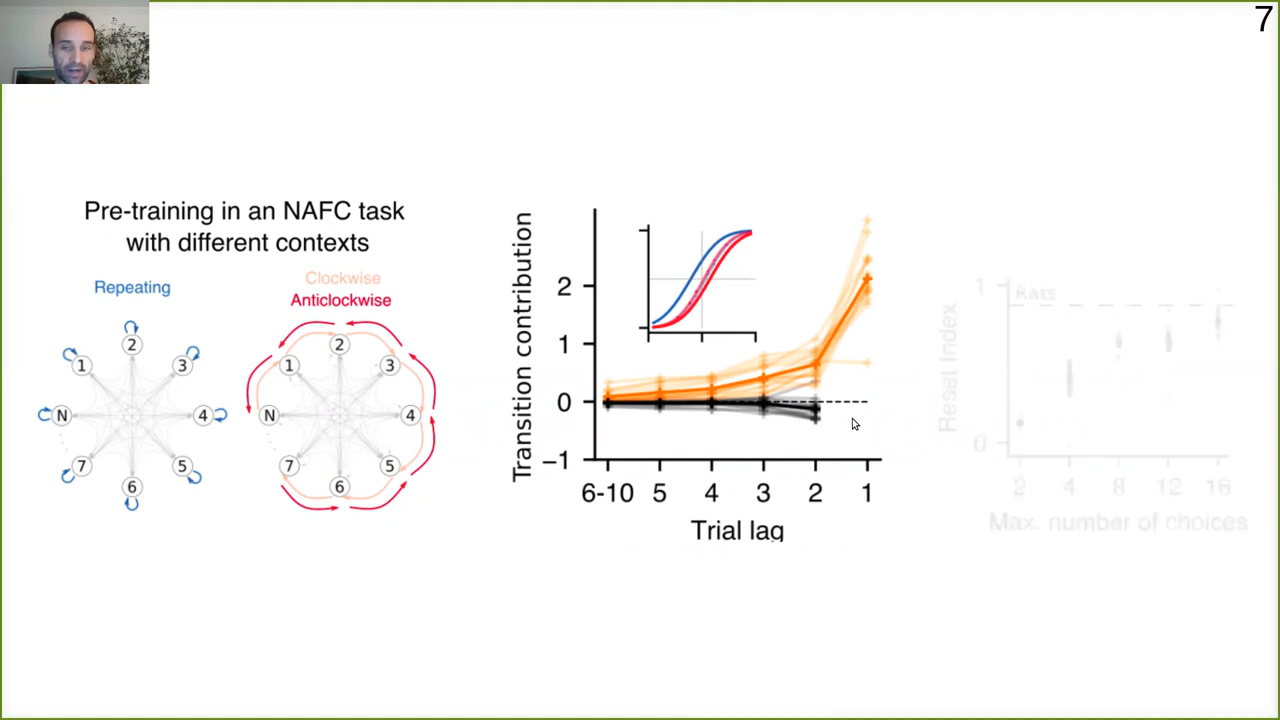 7
Pre-training in an NAFC task
with different contexts
Repeating
Clockwise
Anticlockwise
2
1
3
N
4
7
5
6
2
1
3
N
4
7
5
6
Transition contribution
2
1
0
−1
6-10 5 4 3 2 1
Trial lag
Reset Index
1
Rats
0
2 4 8 12 16
Max. number of choices